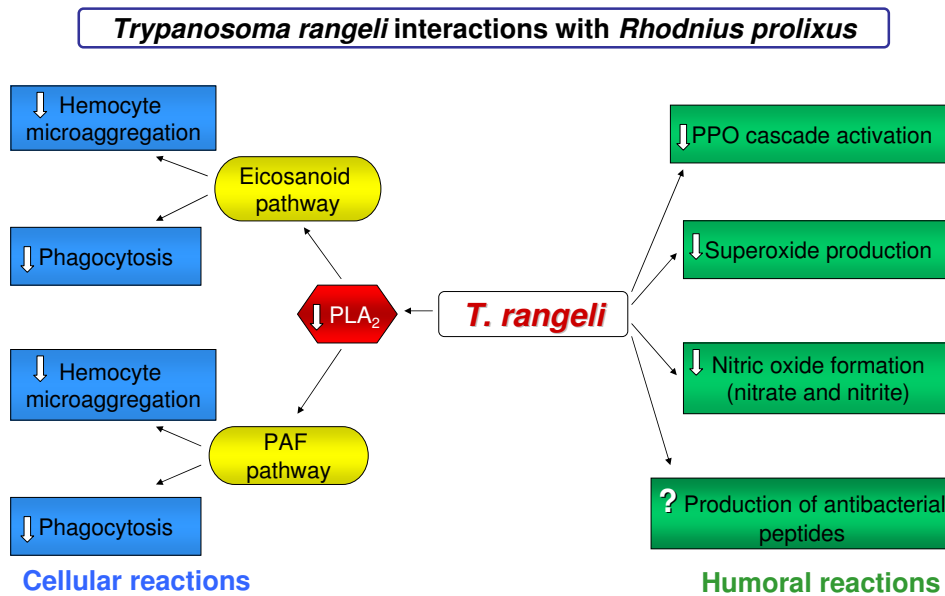 Trypanosoma rangeli interactions with Rhodnius prolixus
Hemocyte
microaggregation
Eicosanoid
pathway
Phagocytosis
PLA₂
Hemocyte
microaggregation
PAF
pathway
Phagocytosis
Cellular reactions
T. rangeli
PPO cascade activation
Superoxide production
Nitric oxide formation
(nitrate and nitrite)
? Production of antibacterial
peptides
Humoral reactions